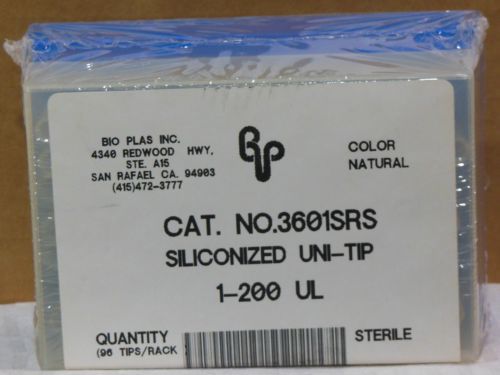 BIO PLAS INC.
4340 REDWOOD HWY.
STE. A15
SAN RAFAEL CA. 94903
(415)472-3777
BP
COLOR
NATURAL
CAT. NO.3601SRS
SILICONIZED UNI-TIP
1-200 UL
QUANTITY
(96 TIPS/RACK
STERILE